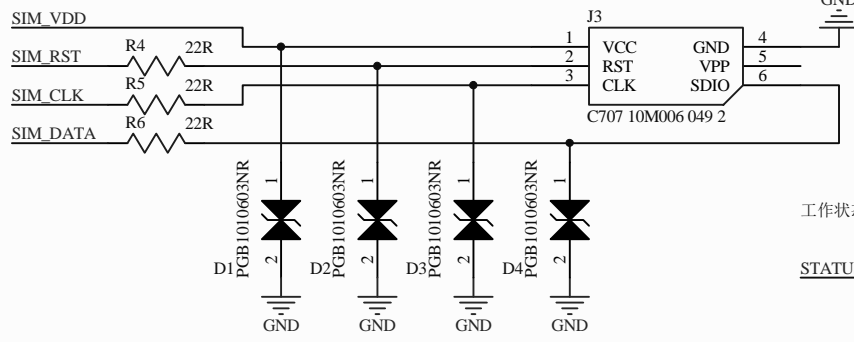 GND
SIM_VDD
J3
R4 22R
1 VCC GND 4
SIM_RST
2 RST VPP 5
R5 22R
3 CLK SDIO 6
SIM_CLK
R6 22R
C707 10M006 049 2
SIM_DATA
PGB1010603NR
PGB1010603NR
PGB1010603NR
PGB1010603NR
1 1 1 1
工作状
2 2 2 2
D1 D2 D3 D4
STATU
GND GND GND GND